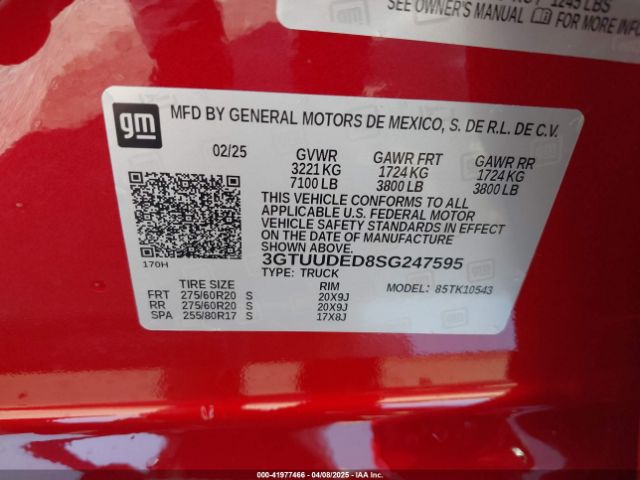 1245 LBS
SEE OWNER'S MANUAL FOR MORE INFO
gm
MFD BY GENERAL MOTORS DE MEXICO, S. DE R.L. DE C.V.
02/25 GVWR GAWR FRT GAWR RR
3221 KG 1724 KG 1724 KG
7100 LB 3800 LB 3800 LB
THIS VEHICLE CONFORMS TO ALL
APPLICABLE U.S. FEDERAL MOTOR
VEHICLE SAFETY STANDARDS IN EFFECT
ON THE DATE OF MANUFACTURE
SHOWN ABOVE.
170H
3GTUUDED8SG247595
TYPE: TRUCK
TIRE SIZE RIM MODEL: 85TK10543
FRT 275/60R20 S 20X9J
RR 275/60R20 S 20X9J
SPA 255/80R17 S 17X8J
000-41977466 - 04/08/2025 - IAAI.COM